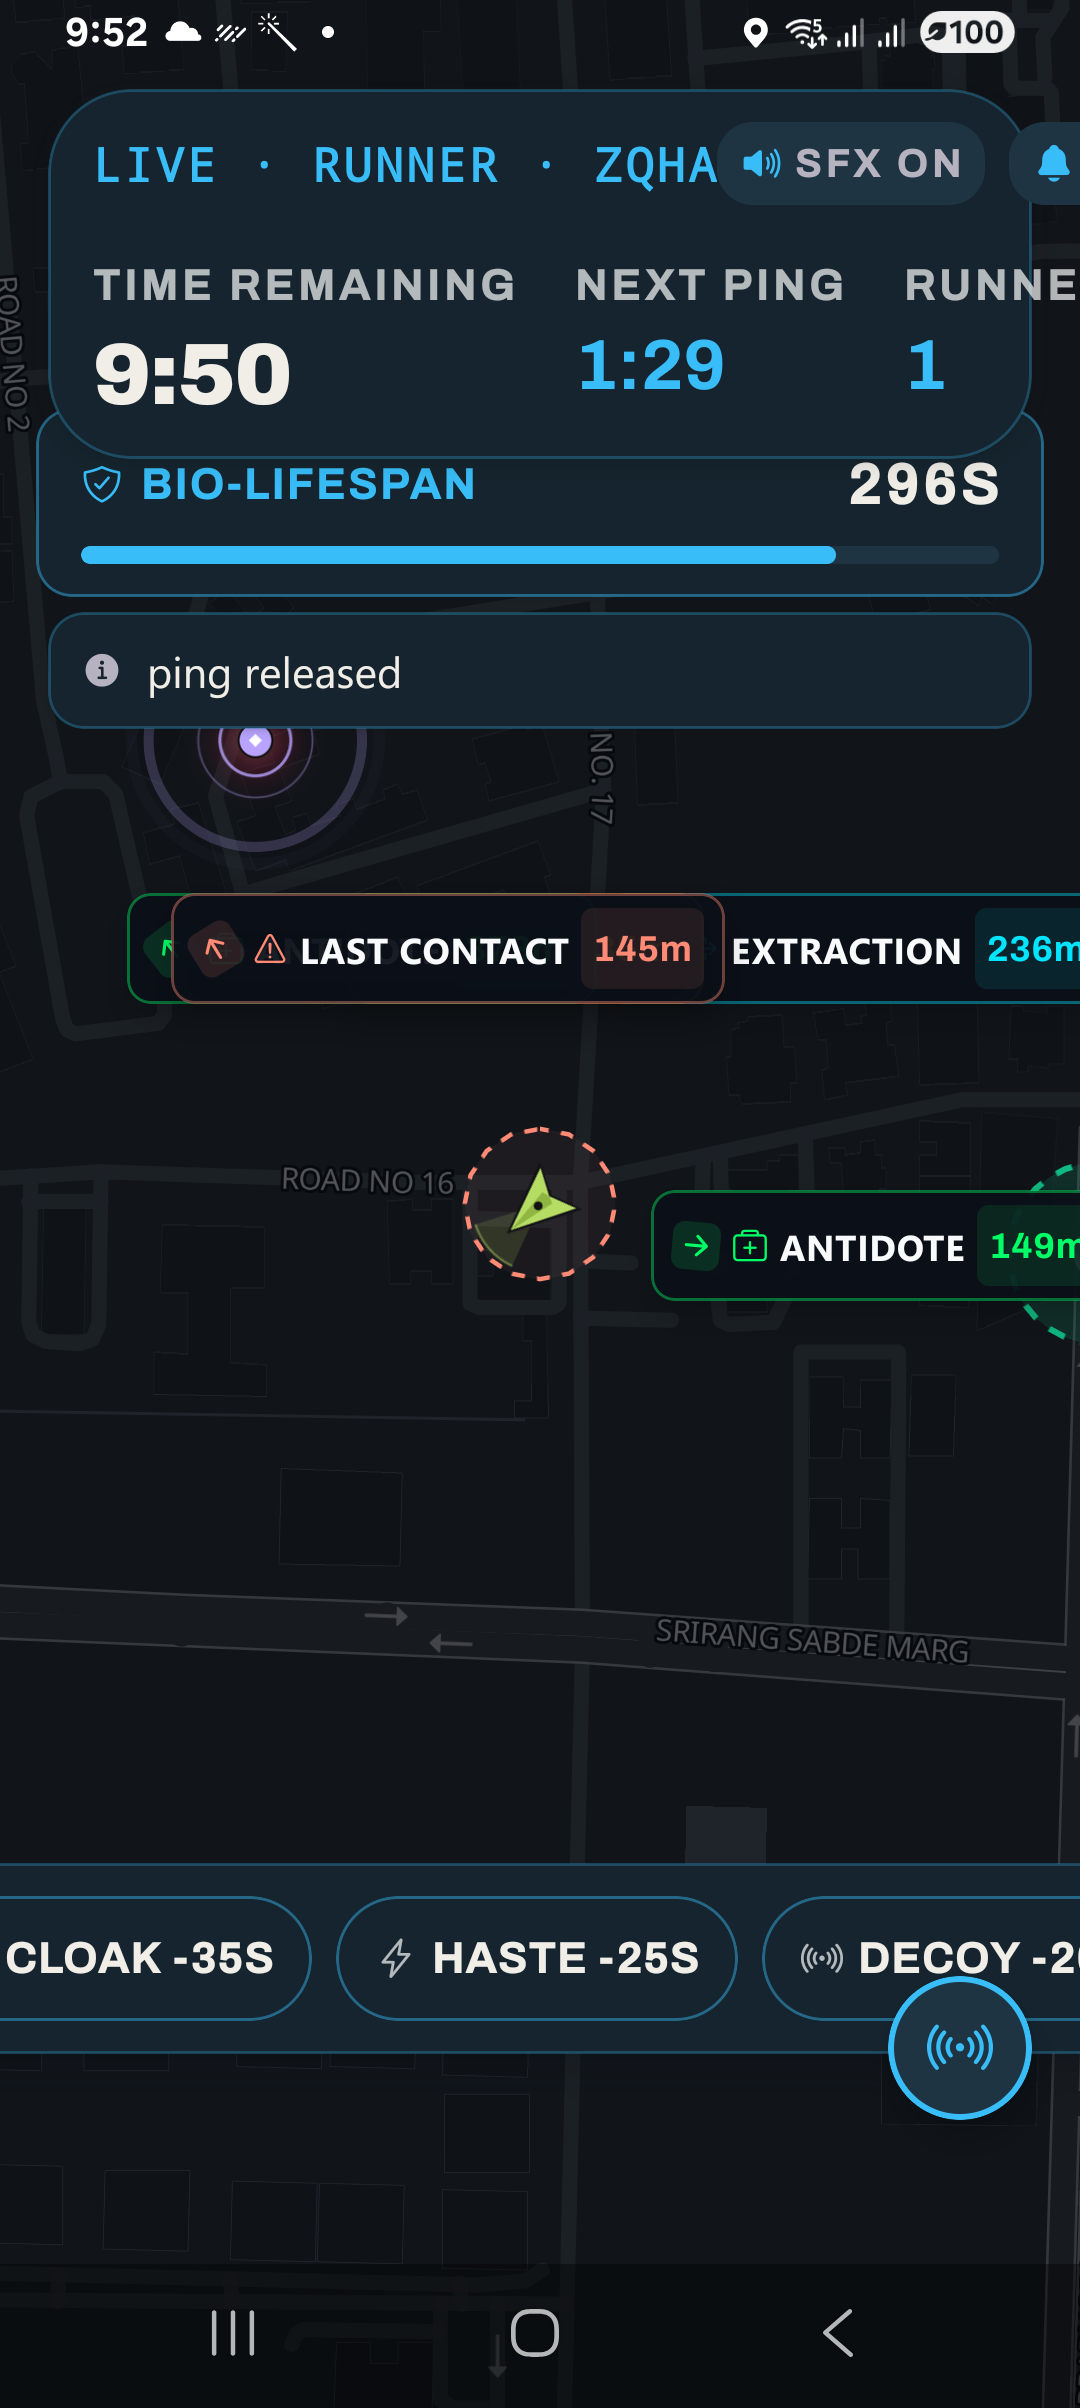 9:52
100
LIVE · RUNNER · ZQHA
SFX ON
TIME REMAINING NEXT PING RUNNE
9:50 1:29 1
BIO-LIFESPAN 296S
ping released
ROAD NO 2
NO. 17
LAST CONTACT 145m
EXTRACTION 236m
ROAD NO 16
ANTIDOTE 149m
SRIRANG SABDE MARG
CLOAK -35S
HASTE -25S
DECOY -2